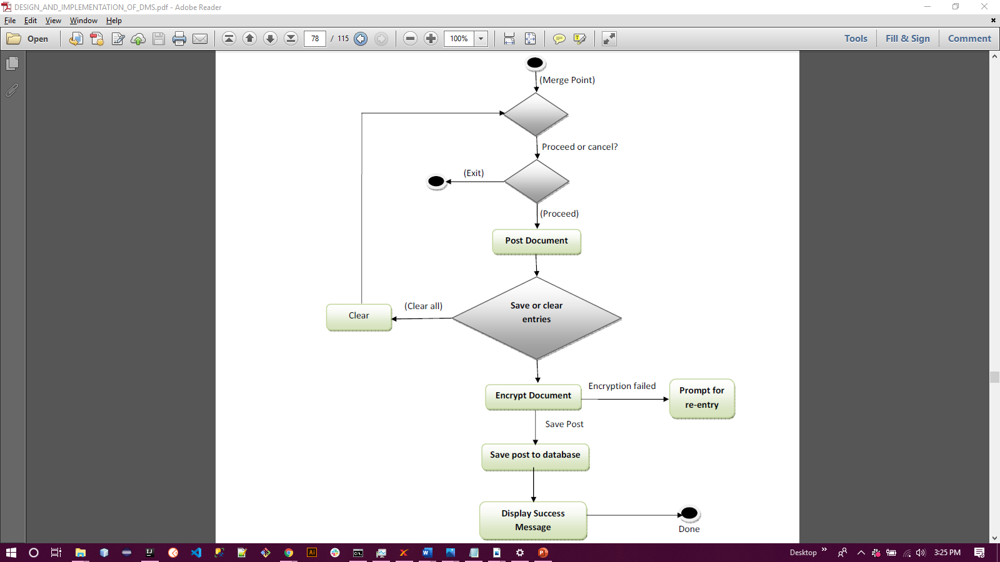 DESIGN_AND_IMPLEMENTATION_OF_DMS.pdf - Adobe Reader
File Edit View Window Help
Open 78 / 115 100% Tools Fill & Sign Comment
(Merge Point)
Proceed or cancel?
(Exit)
(Proceed)
Post Document
Save or clear
entries
(Clear all)
Clear
Encrypt Document
Encryption failed
Prompt for
re-entry
Save Post
Save post to database
Display Success
Message
Done
Desktop 3:25 PM